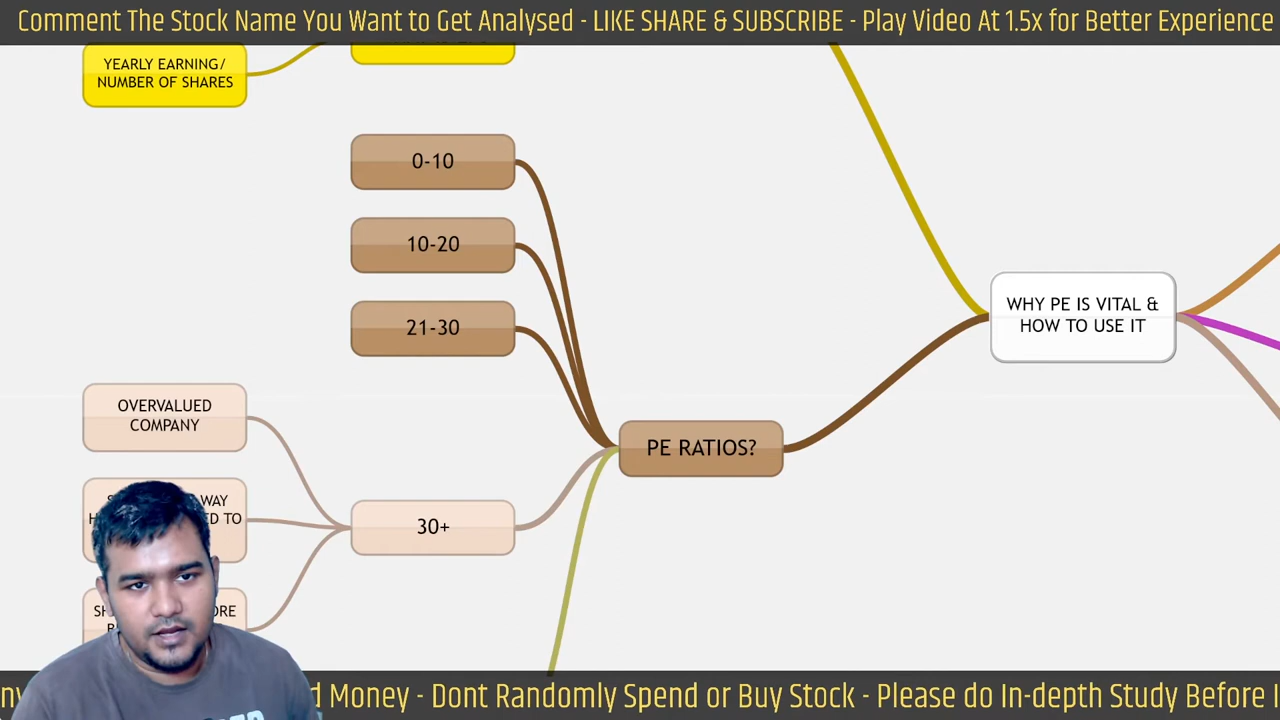 Comment The Stock Name You Want to Get Analysed - LIKE SHARE & SUBSCRIBE - Play Video At 1.5x for Better Experience
YEARLY EARNING/
NUMBER OF SHARES
0-10
10-20
21-30
WHY PE IS VITAL &
HOW TO USE IT
OVERVALUED
COMPANY
PE RATIOS?
WAY
TO
30+
Money - Dont Randomly Spend or Buy Stock - Please do In-depth Study Before